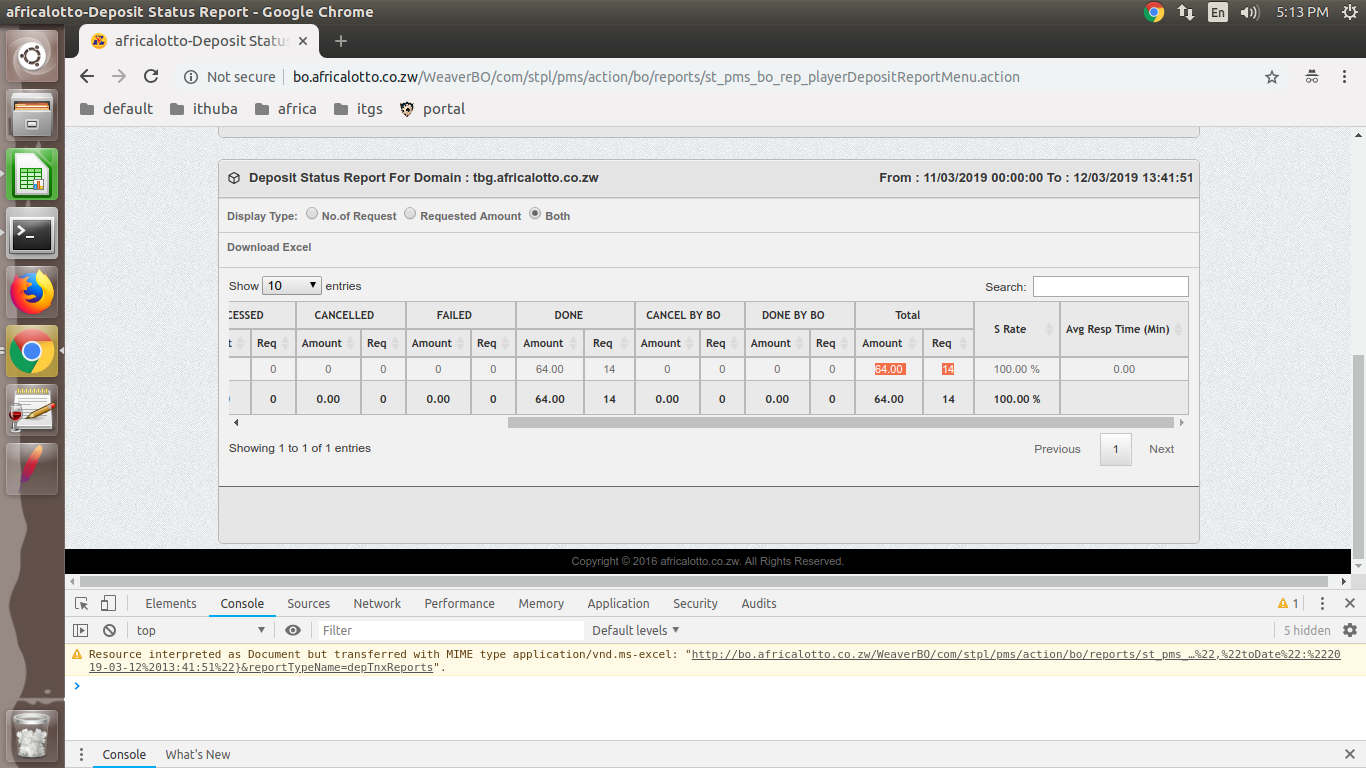 africalotto-Deposit Status Report - Google Chrome
En 5:13 PM
africalotto-Deposit Status
Not secure bo.africalotto.co.zw/WeaverBO/com/stpl/pms/action/bo/reports/st_pms_bo_rep_playerDepositReportMenu.action
default ithuba africa itgs portal
Deposit Status Report For Domain : tbg.africalotto.co.zw From : 11/03/2019 00:00:00 To : 12/03/2019 13:41:51
Display Type: No.of Request Requested Amount Both
Download Excel
Show 10 entries Search:
CESSED CANCELLED FAILED DONE CANCEL BY BO DONE BY BO Total S Rate Avg Resp Time (Min)
t Req Amount Req Amount Req Amount Req Amount Req Amount Req Amount Req
0 0 0 0 0 64.00 14 0 0 0 0 64.00 14 100.00 % 0.00
0 0.00 0 0.00 0 64.00 14 0.00 0 0.00 0 64.00 14 100.00 %
Showing 1 to 1 of 1 entries Previous 1 Next
Copyright © 2016 africalotto.co.zw. All Rights Reserved.
Elements Console Sources Network Performance Memory Application Security Audits 1
top Filter Default levels 5 hidden
Resource interpreted as Document but transferred with MIME type application/vnd.ms-excel: "http://bo.africalotto.co.zw/WeaverBO/com/stpl/pms/action/bo/reports/st_pms_…%22,%22toDate%22:%2220
19-03-12%2013:41:51%22}&reportTypeName=depTnxReports".
Console What's New